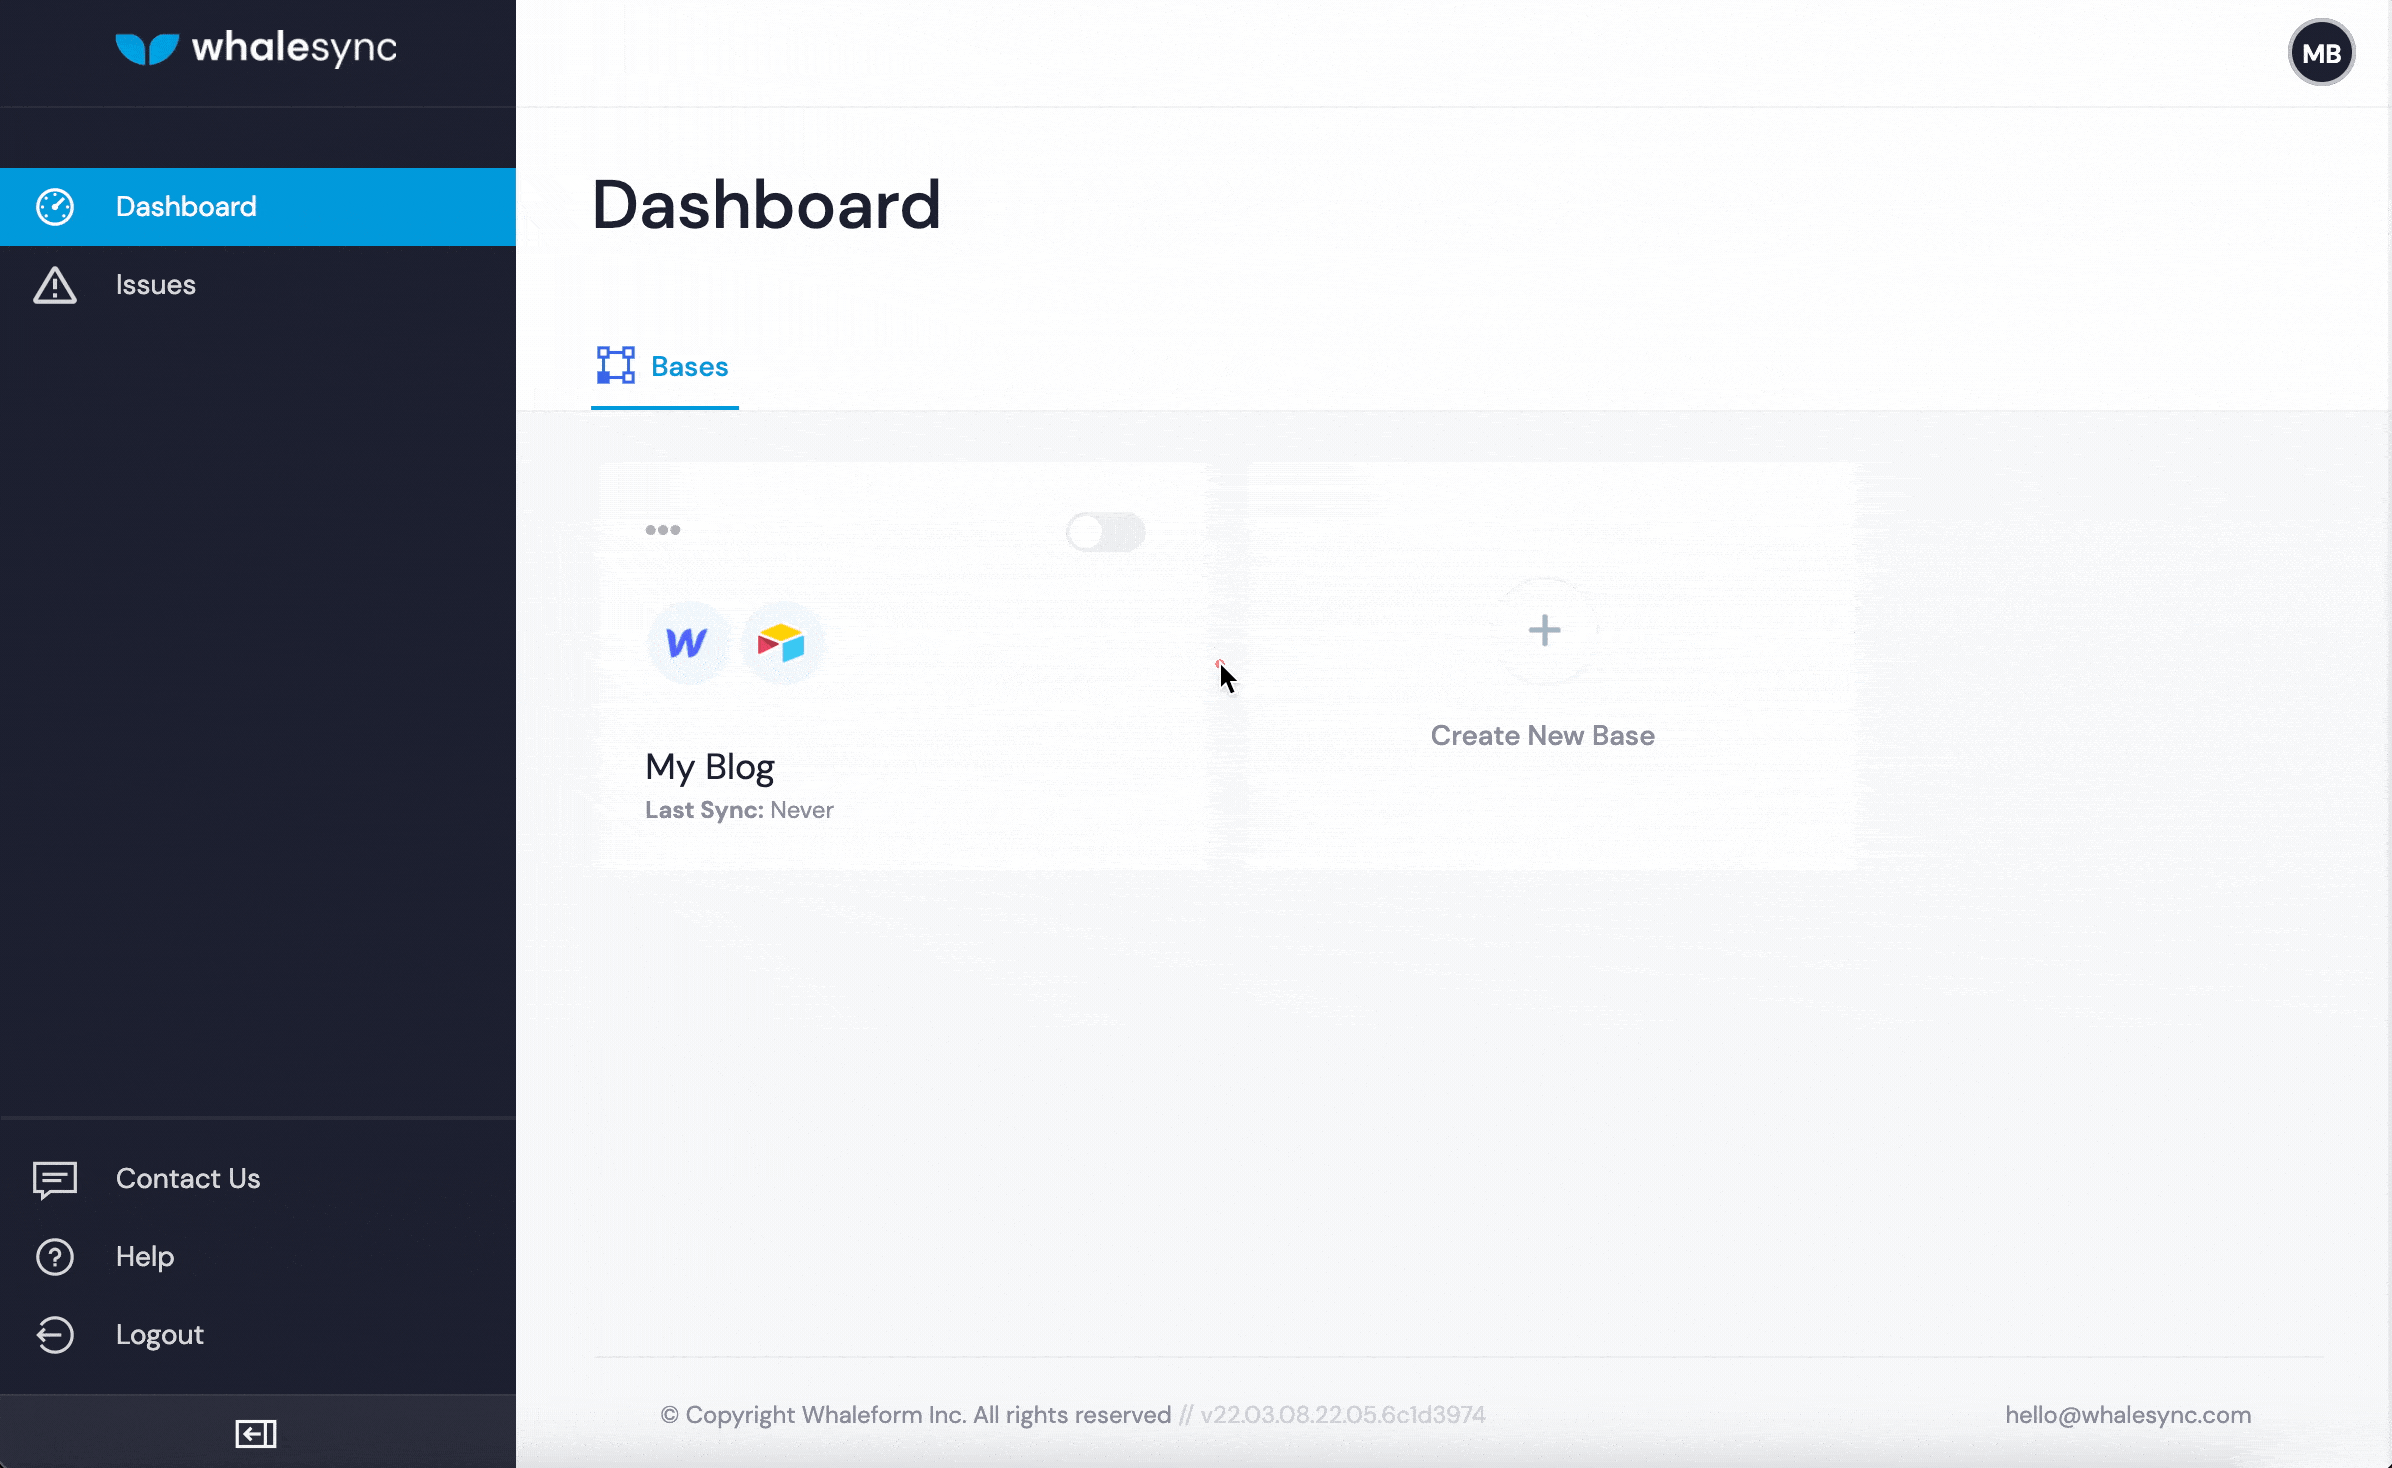 whalesync
MB
Dashboard
Issues
Dashboard
Bases
My Blog
Last Sync: Never
Create New Base
Contact Us
Help
Logout
© Copyright Whaleform Inc. All rights reserved // v22.03.08.22.05.6c1d3974
hello@whalesync.com